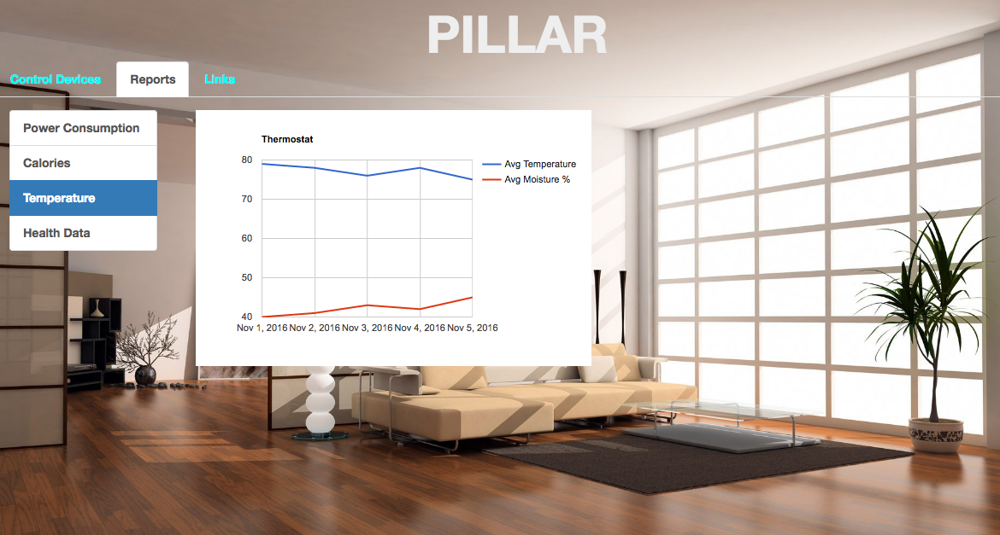 PILLAR
Control Devices Reports Links
Power Consumption
Calories
Temperature
Health Data
Thermostat
80
70
60
50
40
Nov 1, 2016 Nov 2, 2016 Nov 3, 2016 Nov 4, 2016 Nov 5, 2016
Avg Temperature
Avg Moisture %